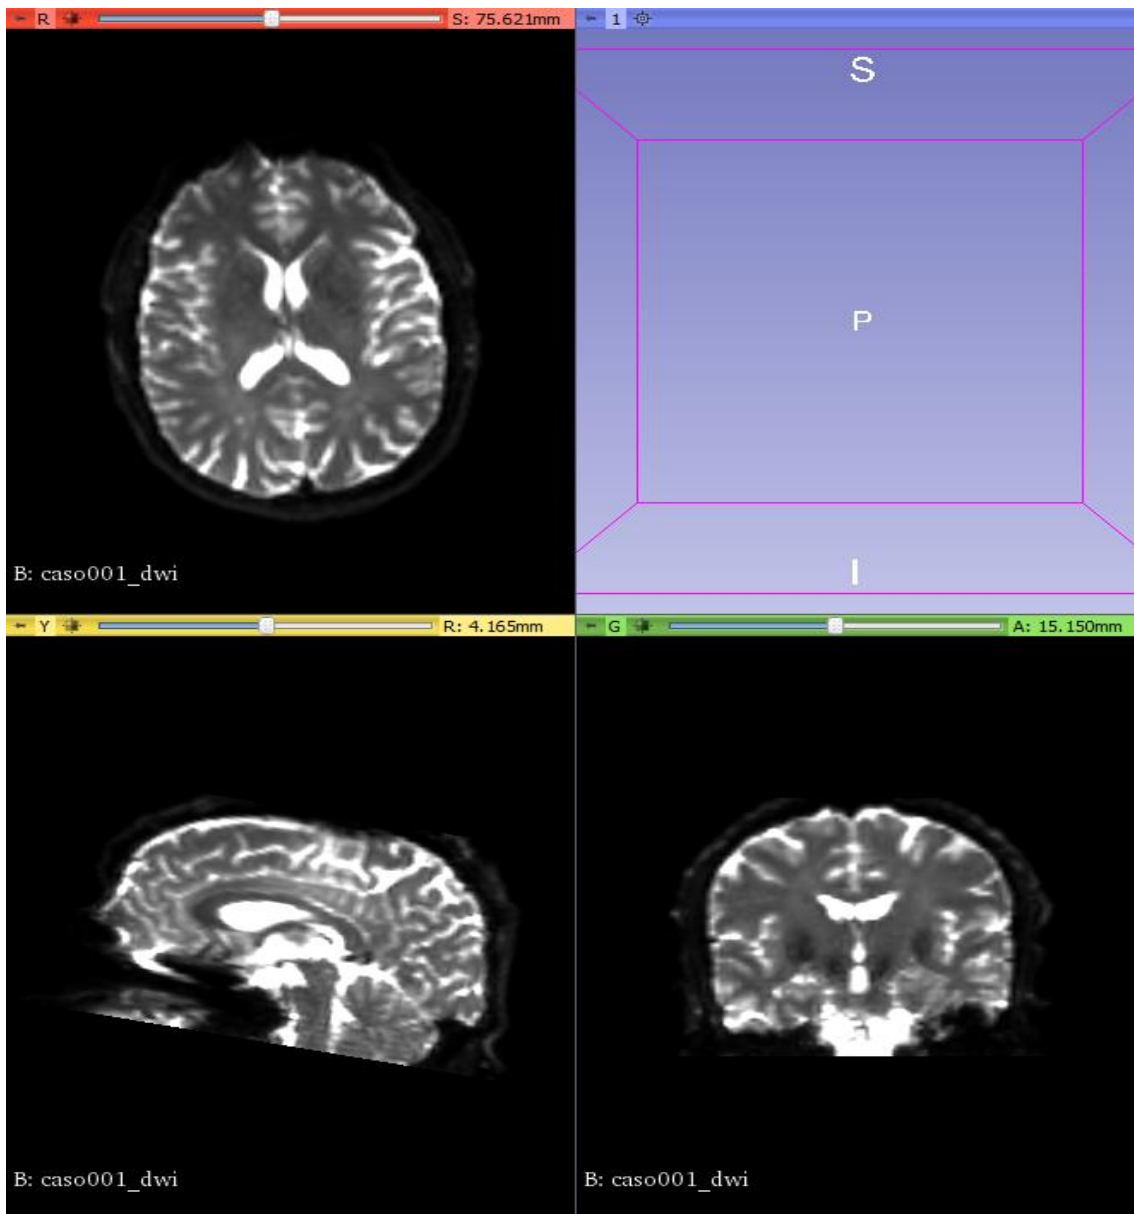 R S: 75.621mm
1
S
P
I
B: caso001_dwi
Y R: 4.165mm
G A: 15.150mm
B: caso001_dwi
B: caso001_dwi